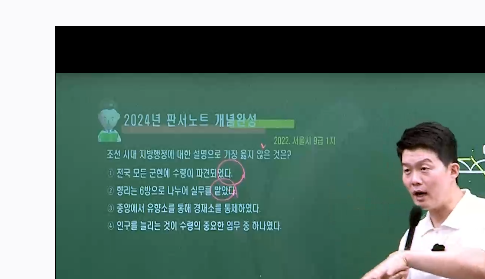 2024년 판서노트 개념완성
2022. 서울시 9급 1차
조선 시대 지방행정에 대한 설명으로 가장 옳지 않은 것은?
① 전국 모든 군현에 수령이 파견되었다.
② 향리는 6방으로 나누어 실무를 맡았다.
③ 중앙에서 유향소를 통해 경재소를 통제하였다.
④ 인구를 늘리는 것이 수령의 중요한 업무 중 하나였다.